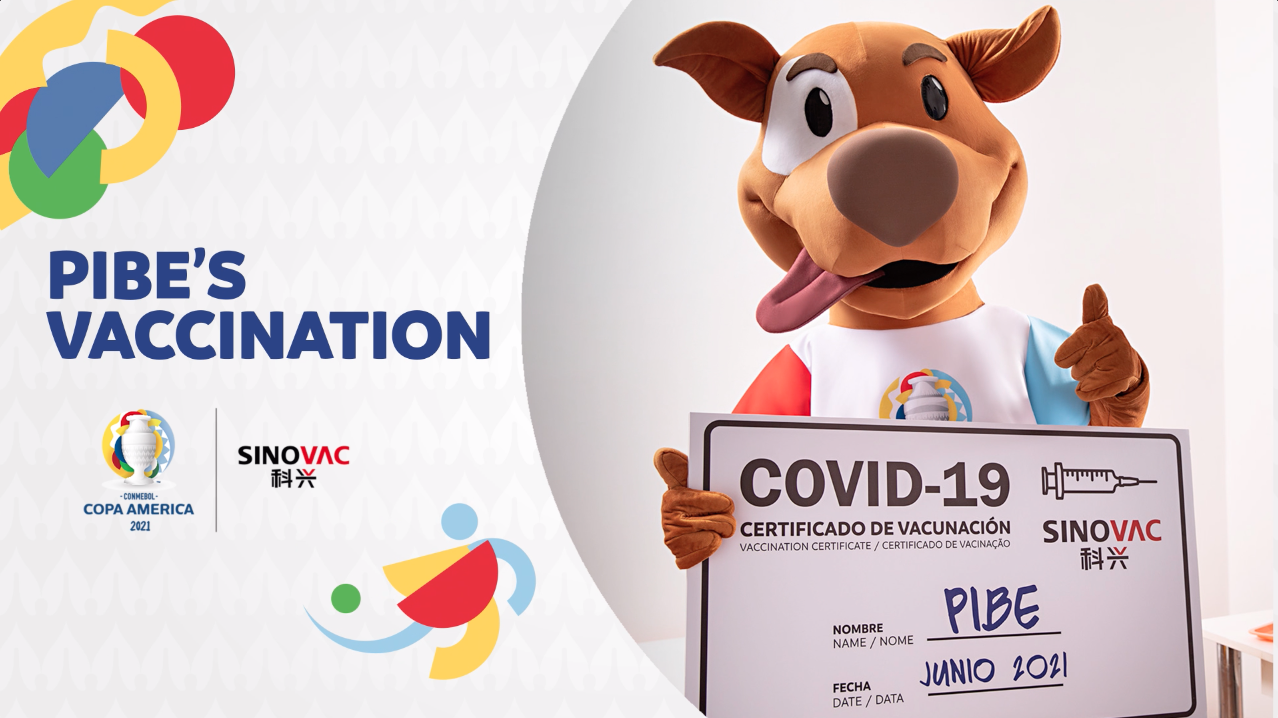 PIBE'S
VACCINATION
CONMEBOL
COPA AMERICA
2021
SINOVAC
科兴
COVID-19
CERTIFICADO DE VACUNACIÓN
VACCINATION CERTIFICATE / CERTIFICADO DE VACINAÇÃO
SINOVAC
科兴
NOMBRE
NAME / NOME
PIBE
FECHA
DATE / DATA
JUNIO 2021